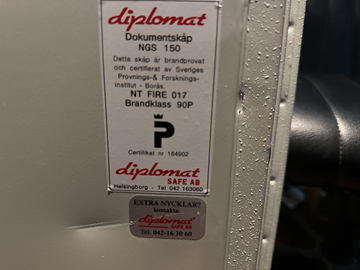 diplomat
Dokumentskåp
NGS 150
Detta skåp är brandprovat
och certifierat av Sveriges
Provnings-& Forsknings-
institut - Borås.
NT FIRE 017
Brandklass 90P
P
Certifikat nr 164902
diplomat
SAFE AB
Helsingborg - Tel 042 163060
EXTRA NYCKLAR?
kontakta:
diplomat
SAFE AB
Tel. 042-16 30 60